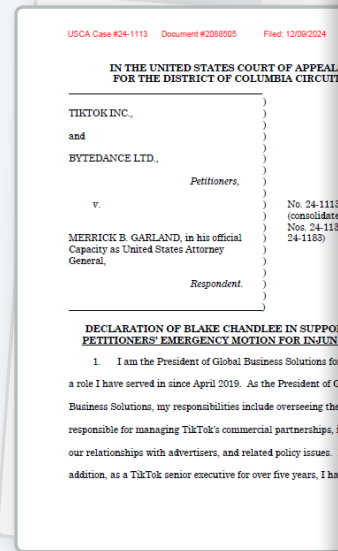 USCA Case #24-1113 Document #2088505 Filed: 12/09/2024
IN THE UNITED STATES COURT OF APPEAL
FOR THE DISTRICT OF COLUMBIA CIRCUIT
TIKTOK INC., )
and )
BYTEDANCE LTD., )
Petitioners, )
v. ) No. 24-1113
(consolidate
Nos. 24-113
MERRICK B. GARLAND, in his official ) 24-1183)
Capacity as United States Attorney )
General, )
Respondent. )
DECLARATION OF BLAKE CHANDLEE IN SUPPO
PETITIONERS' EMERGENCY MOTION FOR INJUN
1. I am the President of Global Business Solutions fo
a role I have served in since April 2019. As the President of G
Business Solutions, my responsibilities include overseeing the
responsible for managing TikTok's commercial partnerships, i
our relationships with advertisers, and related policy issues.
addition, as a TikTok senior executive for over five years, I ha